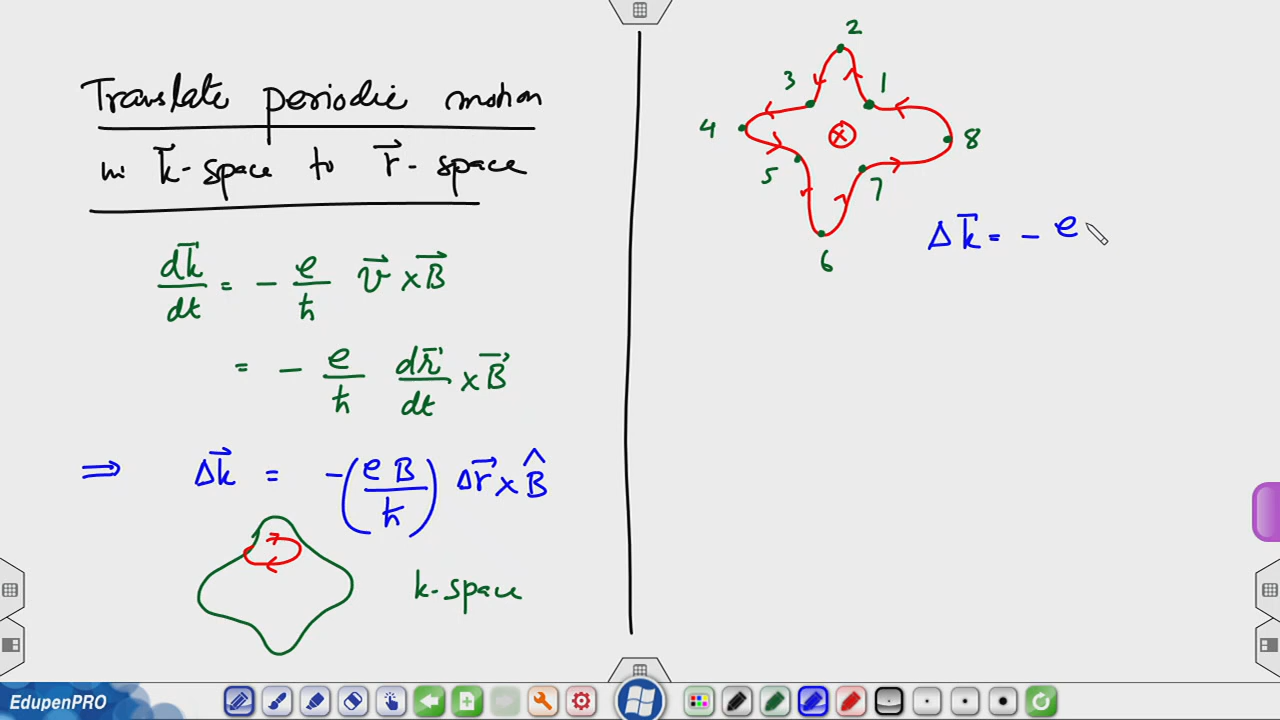 Translate periodic motion
in k⃗-space to r⃗-space
dk⃗/dt = - e/ħ v⃗ × B⃗
= - e/ħ dr⃗/dt × B⃗
⇒ Δk⃗ = -(eB/ħ) Δr⃗ × B̂
k-space
2
3 1
4 8
5 7
6
Δk⃗ = - e
EdupenPRO